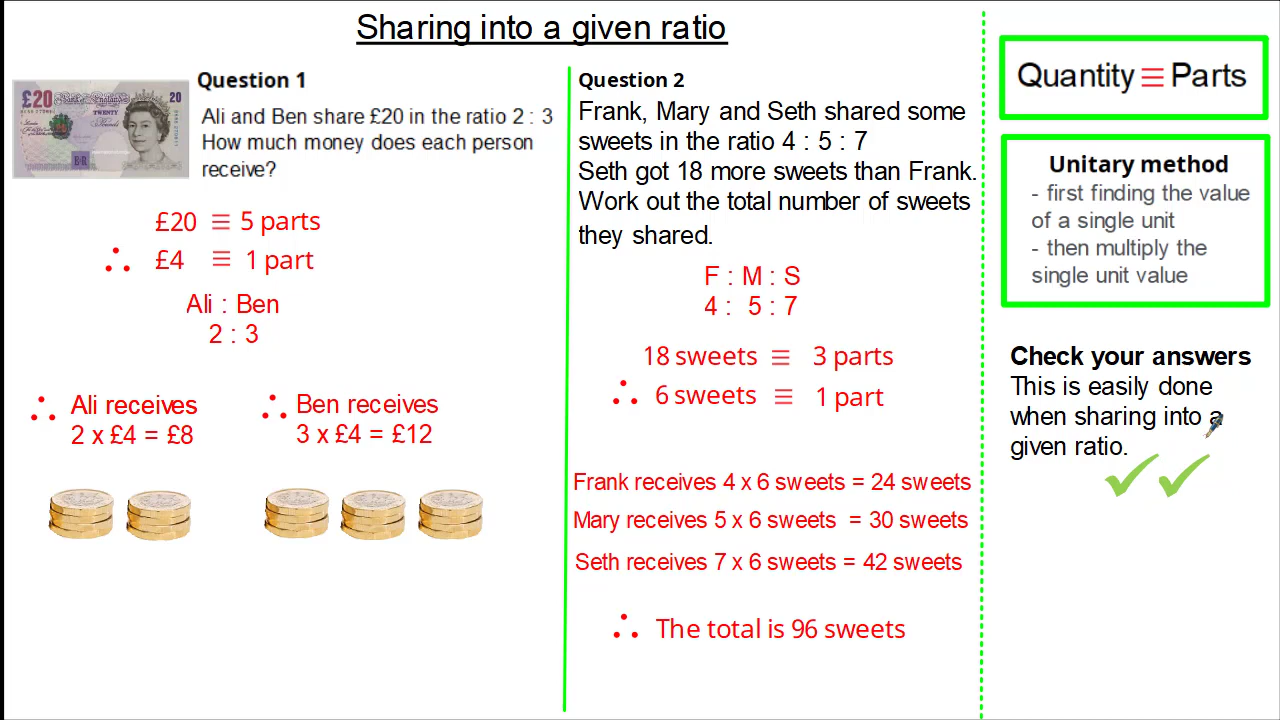 Sharing into a given ratio
Question 1
£20
20
TWENTY
Ali and Ben share £20 in the ratio 2 : 3
How much money does each person
receive?
£20 ≡ 5 parts
∴ £4 ≡ 1 part
Ali : Ben
2 : 3
∴ Ali receives
2 x £4 = £8
∴ Ben receives
3 x £4 = £12
Question 2
Frank, Mary and Seth shared some
sweets in the ratio 4 : 5 : 7
Seth got 18 more sweets than Frank.
Work out the total number of sweets
they shared.
F : M : S
4 : 5 : 7
18 sweets ≡ 3 parts
∴ 6 sweets ≡ 1 part
Frank receives 4 x 6 sweets = 24 sweets
Mary receives 5 x 6 sweets = 30 sweets
Seth receives 7 x 6 sweets = 42 sweets
∴ The total is 96 sweets
Quantity ≡ Parts
Unitary method
- first finding the value
of a single unit
- then multiply the
single unit value
Check your answers
This is easily done
when sharing into a
given ratio.